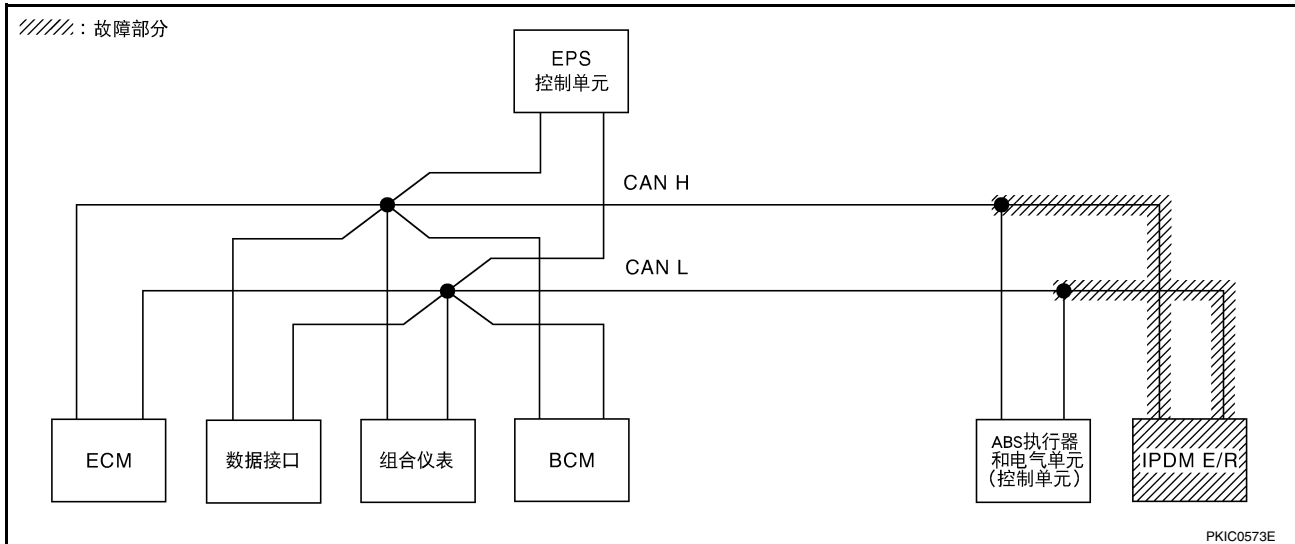 ：故障部分
EPS
控制单元
CAN H
CAN L
ECM
数据接口
组合仪表
BCM
ABS执行器
和电气单元
（控制单元）
IPDM E/R
PKIC0573E